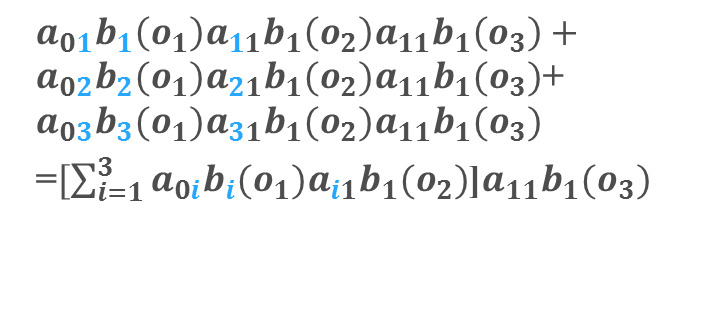 a₀₁b₁(o₁)a₁₁b₁(o₂)a₁₁b₁(o₃) +
a₀₂b₂(o₁)a₂₁b₁(o₂)a₁₁b₁(o₃)+
a₀₃b₃(o₁)a₃₁b₁(o₂)a₁₁b₁(o₃)
=[∑³ᵢ₌₁ a₀ᵢbᵢ(o₁)aᵢ₁b₁(o₂)]a₁₁b₁(o₃)